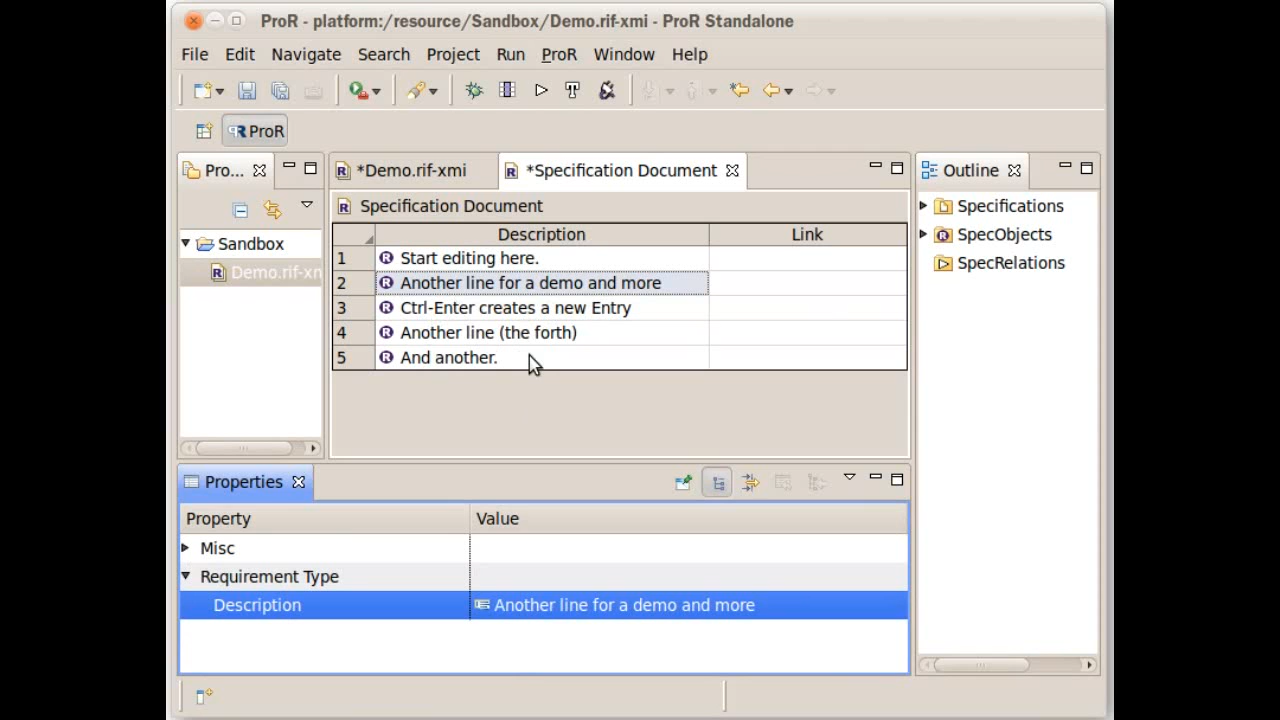 ProR - platform:/resource/Sandbox/Demo.rif-xmi - ProR Standalone
File Edit Navigate Search Project Run ProR Window Help
ProR
Pro... *Demo.rif-xmi *Specification Document Outline
Specification Document
Description Link
1 Start editing here.
2 Another line for a demo and more
3 Ctrl-Enter creates a new Entry
4 Another line (the forth)
5 And another.
Sandbox
Demo.rif-xn
Specifications
SpecObjects
SpecRelations
Properties
Property Value
Misc
Requirement Type
Description Another line for a demo and more